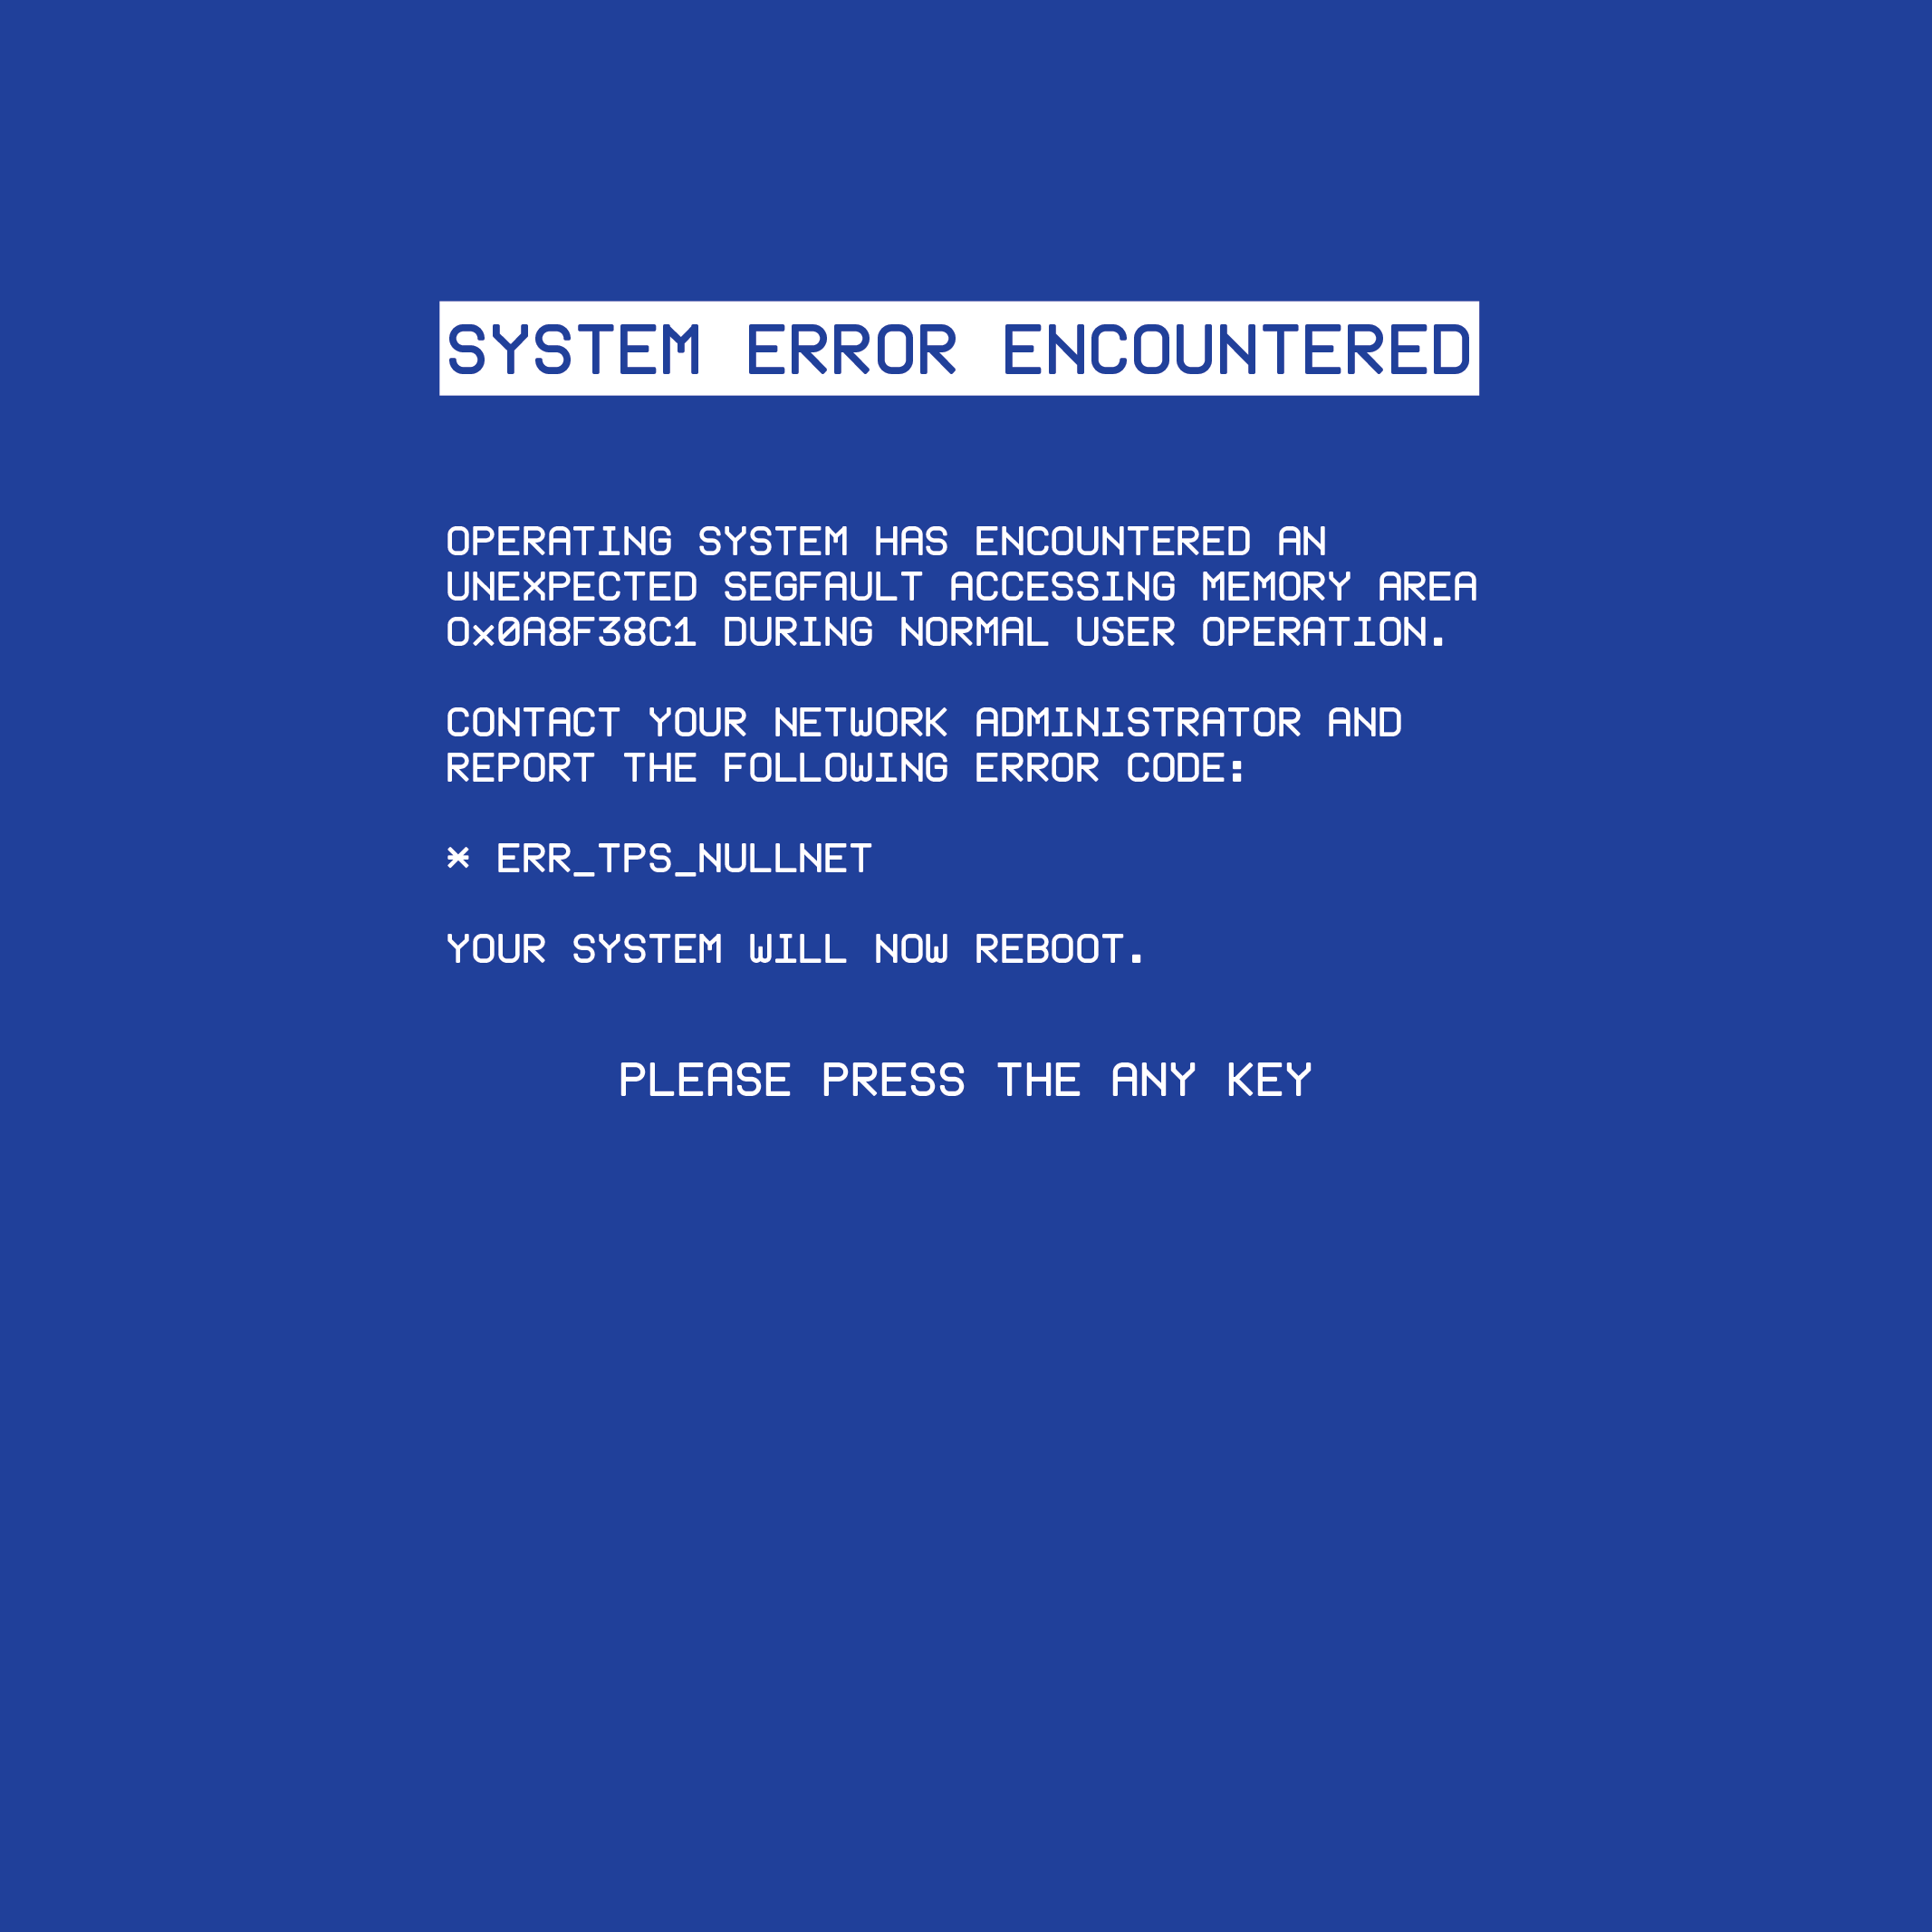 SYSTEM ERROR ENCOUNTERED
OPERATING SYSTEM HAS ENCOUNTERED AN
UNEXPECTED SEGFAULT ACCESSING MEMORY AREA
0x0A8F38C1 DURING NORMAL USER OPERATION.
CONTACT YOUR NETWORK ADMINISTRATOR AND
REPORT THE FOLLOWING ERROR CODE:
* ERR_TPS_NULLNET
YOUR SYSTEM WILL NOW REBOOT.
PLEASE PRESS THE ANY KEY